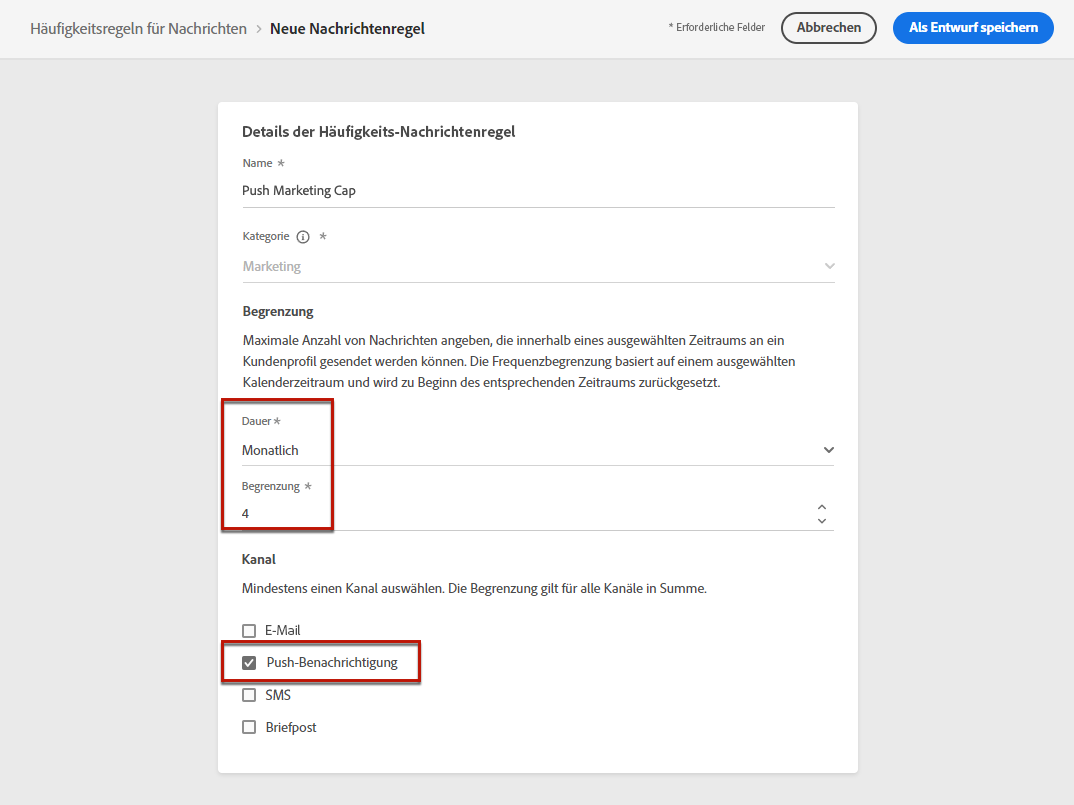 Häufigkeitsregeln für Nachrichten > Neue Nachrichtenregel
* Erforderliche Felder
Abbrechen
Als Entwurf speichern
Details der Häufigkeits-Nachrichtenregel
Name *
Push Marketing Cap
Kategorie *
Marketing
Begrenzung
Maximale Anzahl von Nachrichten angeben, die innerhalb eines ausgewählten Zeitraums an ein
Kundenprofil gesendet werden können. Die Frequenzbegrenzung basiert auf einem ausgewählten
Kalenderzeitraum und wird zu Beginn des entsprechenden Zeitraums zurückgesetzt.
Dauer *
Monatlich
Begrenzung *
4
Kanal
Mindestens einen Kanal auswählen. Die Begrenzung gilt für alle Kanäle in Summe.
E-Mail
Push-Benachrichtigung
SMS
Briefpost